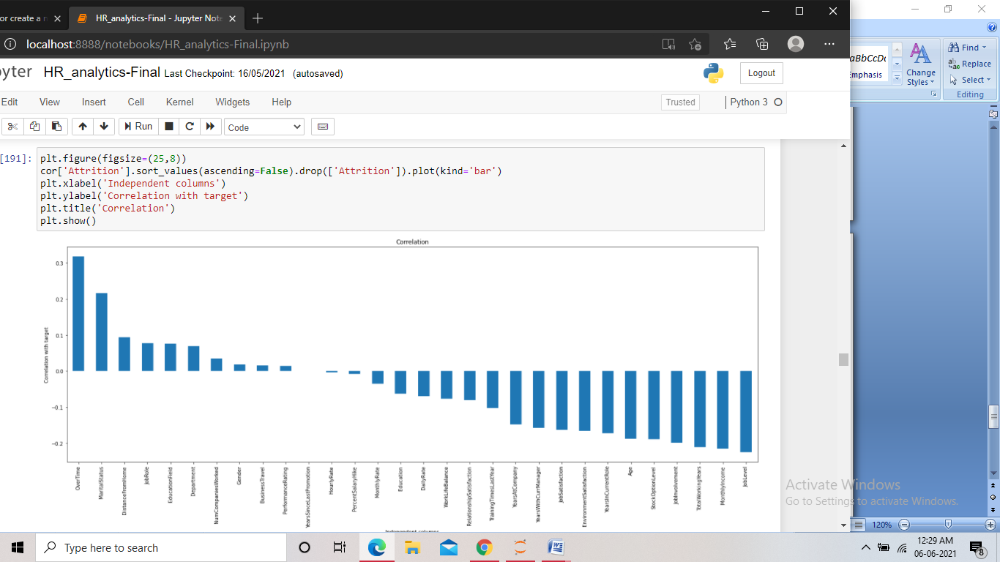 or create a n
HR_analytics-Final - Jupyter Note
localhost:8888/notebooks/HR_analytics-Final.ipynb
yter HR_analytics-Final Last Checkpoint: 16/05/2021 (autosaved)
Logout
Edit View Insert Cell Kernel Widgets Help
Trusted
Python 3
Run
Code
[191]:
plt.figure(figsize=(25,8))
cor['Attrition'].sort_values(ascending=False).drop(['Attrition']).plot(kind='bar')
plt.xlabel('Independent columns')
plt.ylabel('Correlation with target')
plt.title('Correlation')
plt.show()
Correlation
0.3
0.2
0.1
0.0
−0.1
−0.2
Correlation with target
OverTime
MaritalStatus
DistanceFromHome
JobRole
EducationField
Department
NumCompaniesWorked
Gender
BusinessTravel
PerformanceRating
YearsSinceLastPromotion
HourlyRate
PercentSalaryHike
MonthlyRate
Education
DailyRate
WorkLifeBalance
RelationshipSatisfaction
TrainingTimesLastYear
YearsAtCompany
YearsWithCurrManager
JobSatisfaction
EnvironmentSatisfaction
YearsInCurrentRole
Age
StockOptionLevel
JobInvolvement
TotalWorkingYears
MonthlyIncome
JobLevel
Independent columns
aBbCcD
Emphasis
Change
Styles
Find
Replace
Select
Editing
Activate Windows
Go to Settings to activate Windows.
120%
Type here to search
12:29 AM
06-06-2021
8